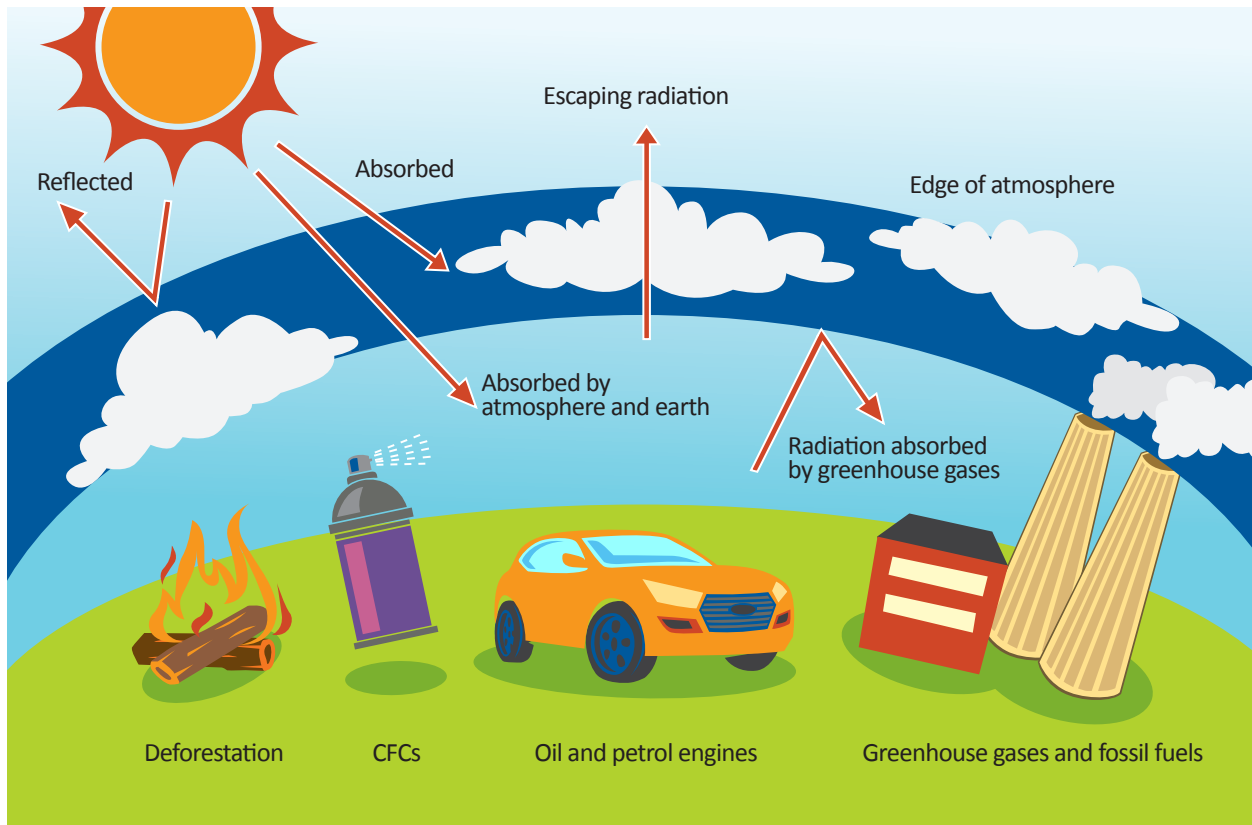 Escaping radiation
Reflected
Absorbed
Edge of atmosphere
Absorbed by
atmosphere and earth
Radiation absorbed
by greenhouse gases
Deforestation
CFCs
Oil and petrol engines
Greenhouse gases and fossil fuels